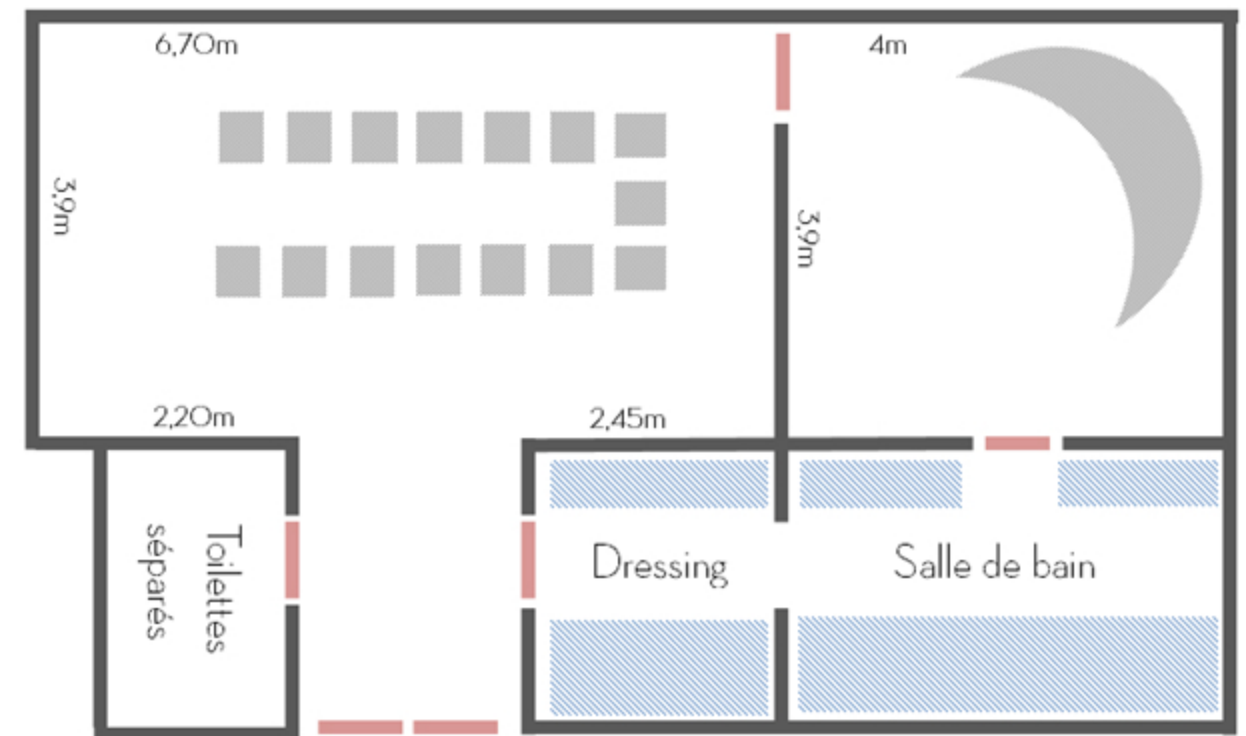 6,70m
4m
3,9m
3,9m
2,20m
2,45m
Toilettes
séparés
Dressing
Salle de bain